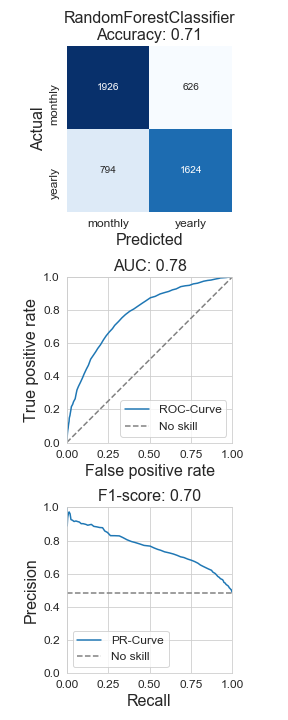 RandomForestClassifier
Accuracy: 0.71
Actual
monthly
1926 626
yearly
794 1624
monthly yearly
Predicted
AUC: 0.78
True positive rate
1.0
0.8
0.6
0.4
0.2
0.0
ROC-Curve
No skill
0.00 0.25 0.50 0.75 1.00
False positive rate
F1-score: 0.70
Precision
1.0
0.8
0.6
0.4
0.2
0.0
PR-Curve
No skill
0.00 0.25 0.50 0.75 1.00
Recall